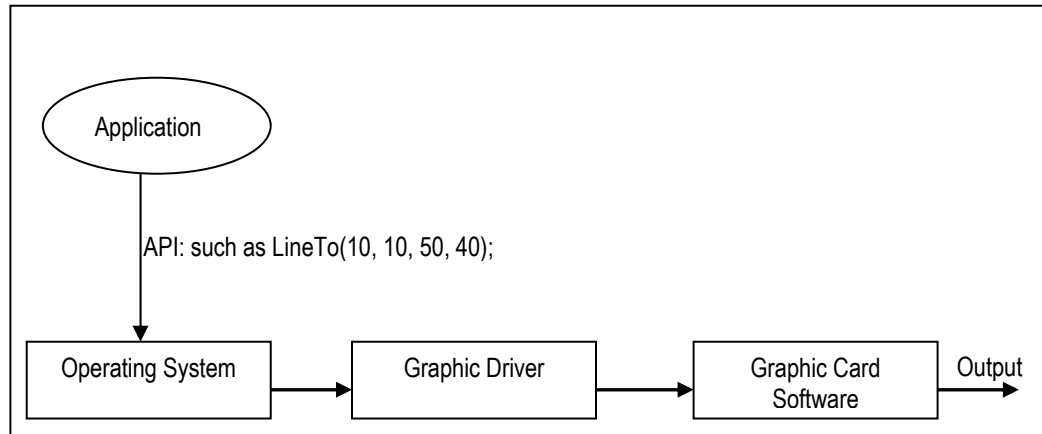 Application
API: such as LineTo(10, 10, 50, 40);
Operating System
Graphic Driver
Graphic Card
Software
Output